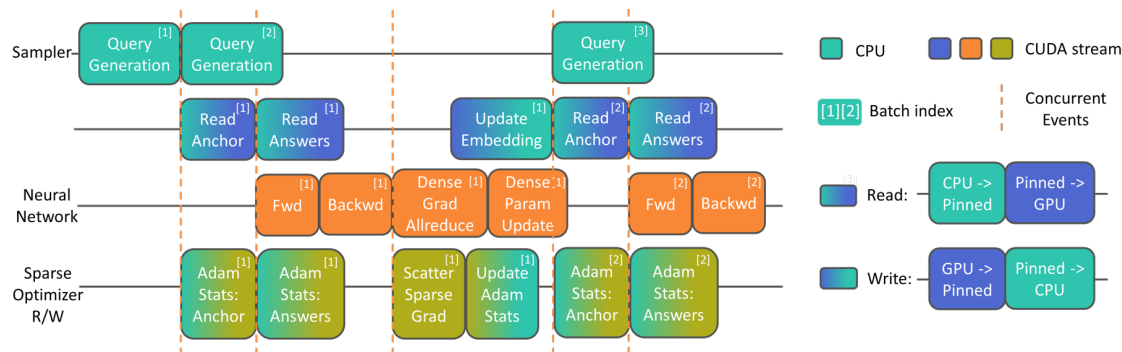 Sampler
Query
Generation
[1]
Query
Generation
[2]
Query
Generation
[3]
Read
Anchor
[1]
Read
Answers
[1]
Update
Embedding
[1]
Read
Anchor
[2]
Read
Answers
[2]
Neural
Network
Fwd
[1]
Backwd
[1]
Dense
Grad
Allreduce
[1]
Dense
Param
Update
[1]
Fwd
[2]
Backwd
[2]
Sparse
Optimizer
R/W
Adam
Stats:
Anchor
[1]
Adam
Stats:
Answers
[1]
Scatter
Sparse
Grad
[1]
Update
Adam
Stats
[1]
Adam
Stats:
Anchor
[2]
Adam
Stats:
Answers
[2]
CPU
CUDA stream
[1][2]
Batch index
Concurrent
Events
Read:
CPU ->
Pinned
Pinned ->
GPU
Write:
GPU ->
Pinned
Pinned ->
CPU